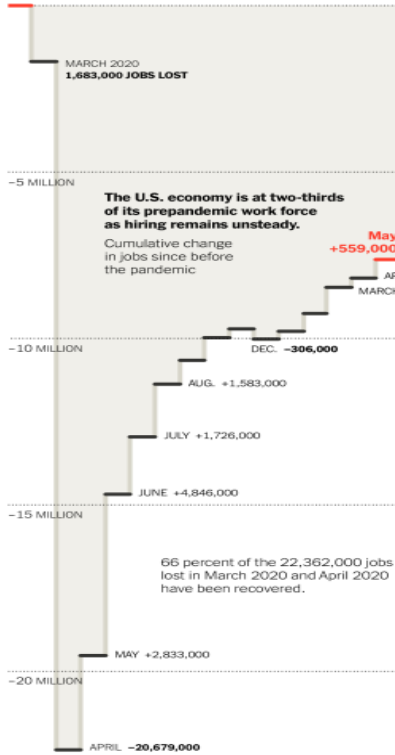 MARCH 2020
1,683,000 JOBS LOST
–5 MILLION
The U.S. economy is at two-thirds
of its prepandemic work force
as hiring remains unsteady.
Cumulative change
in jobs since before
the pandemic
May
+559,000
MARCH
–10 MILLION
DEC. –306,000
AUG. +1,583,000
JULY +1,726,000
JUNE +4,846,000
–15 MILLION
66 percent of the 22,362,000 jobs
lost in March 2020 and April 2020
have been recovered.
MAY +2,833,000
–20 MILLION
APRIL –20,679,000